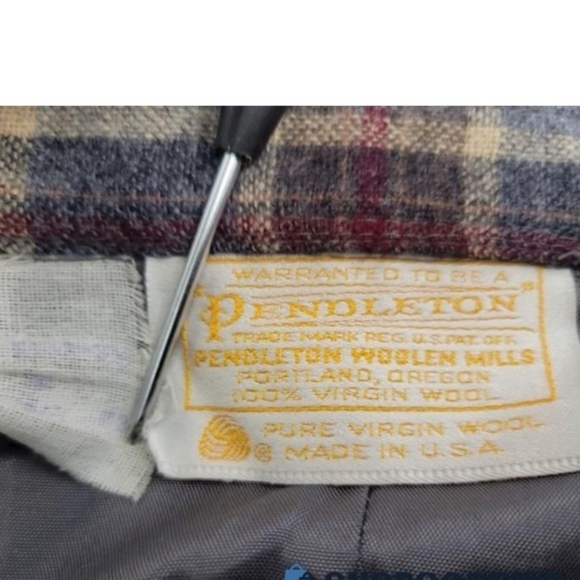 WARRANTED TO BE A
"PENDLETON"
TRADE MARK REG. U.S. PAT. OFF.
PENDLETON WOOLEN MILLS
PORTLAND, OREGON
100% VIRGIN WOOL
PURE VIRGIN WOOL
® MADE IN U.S.A.